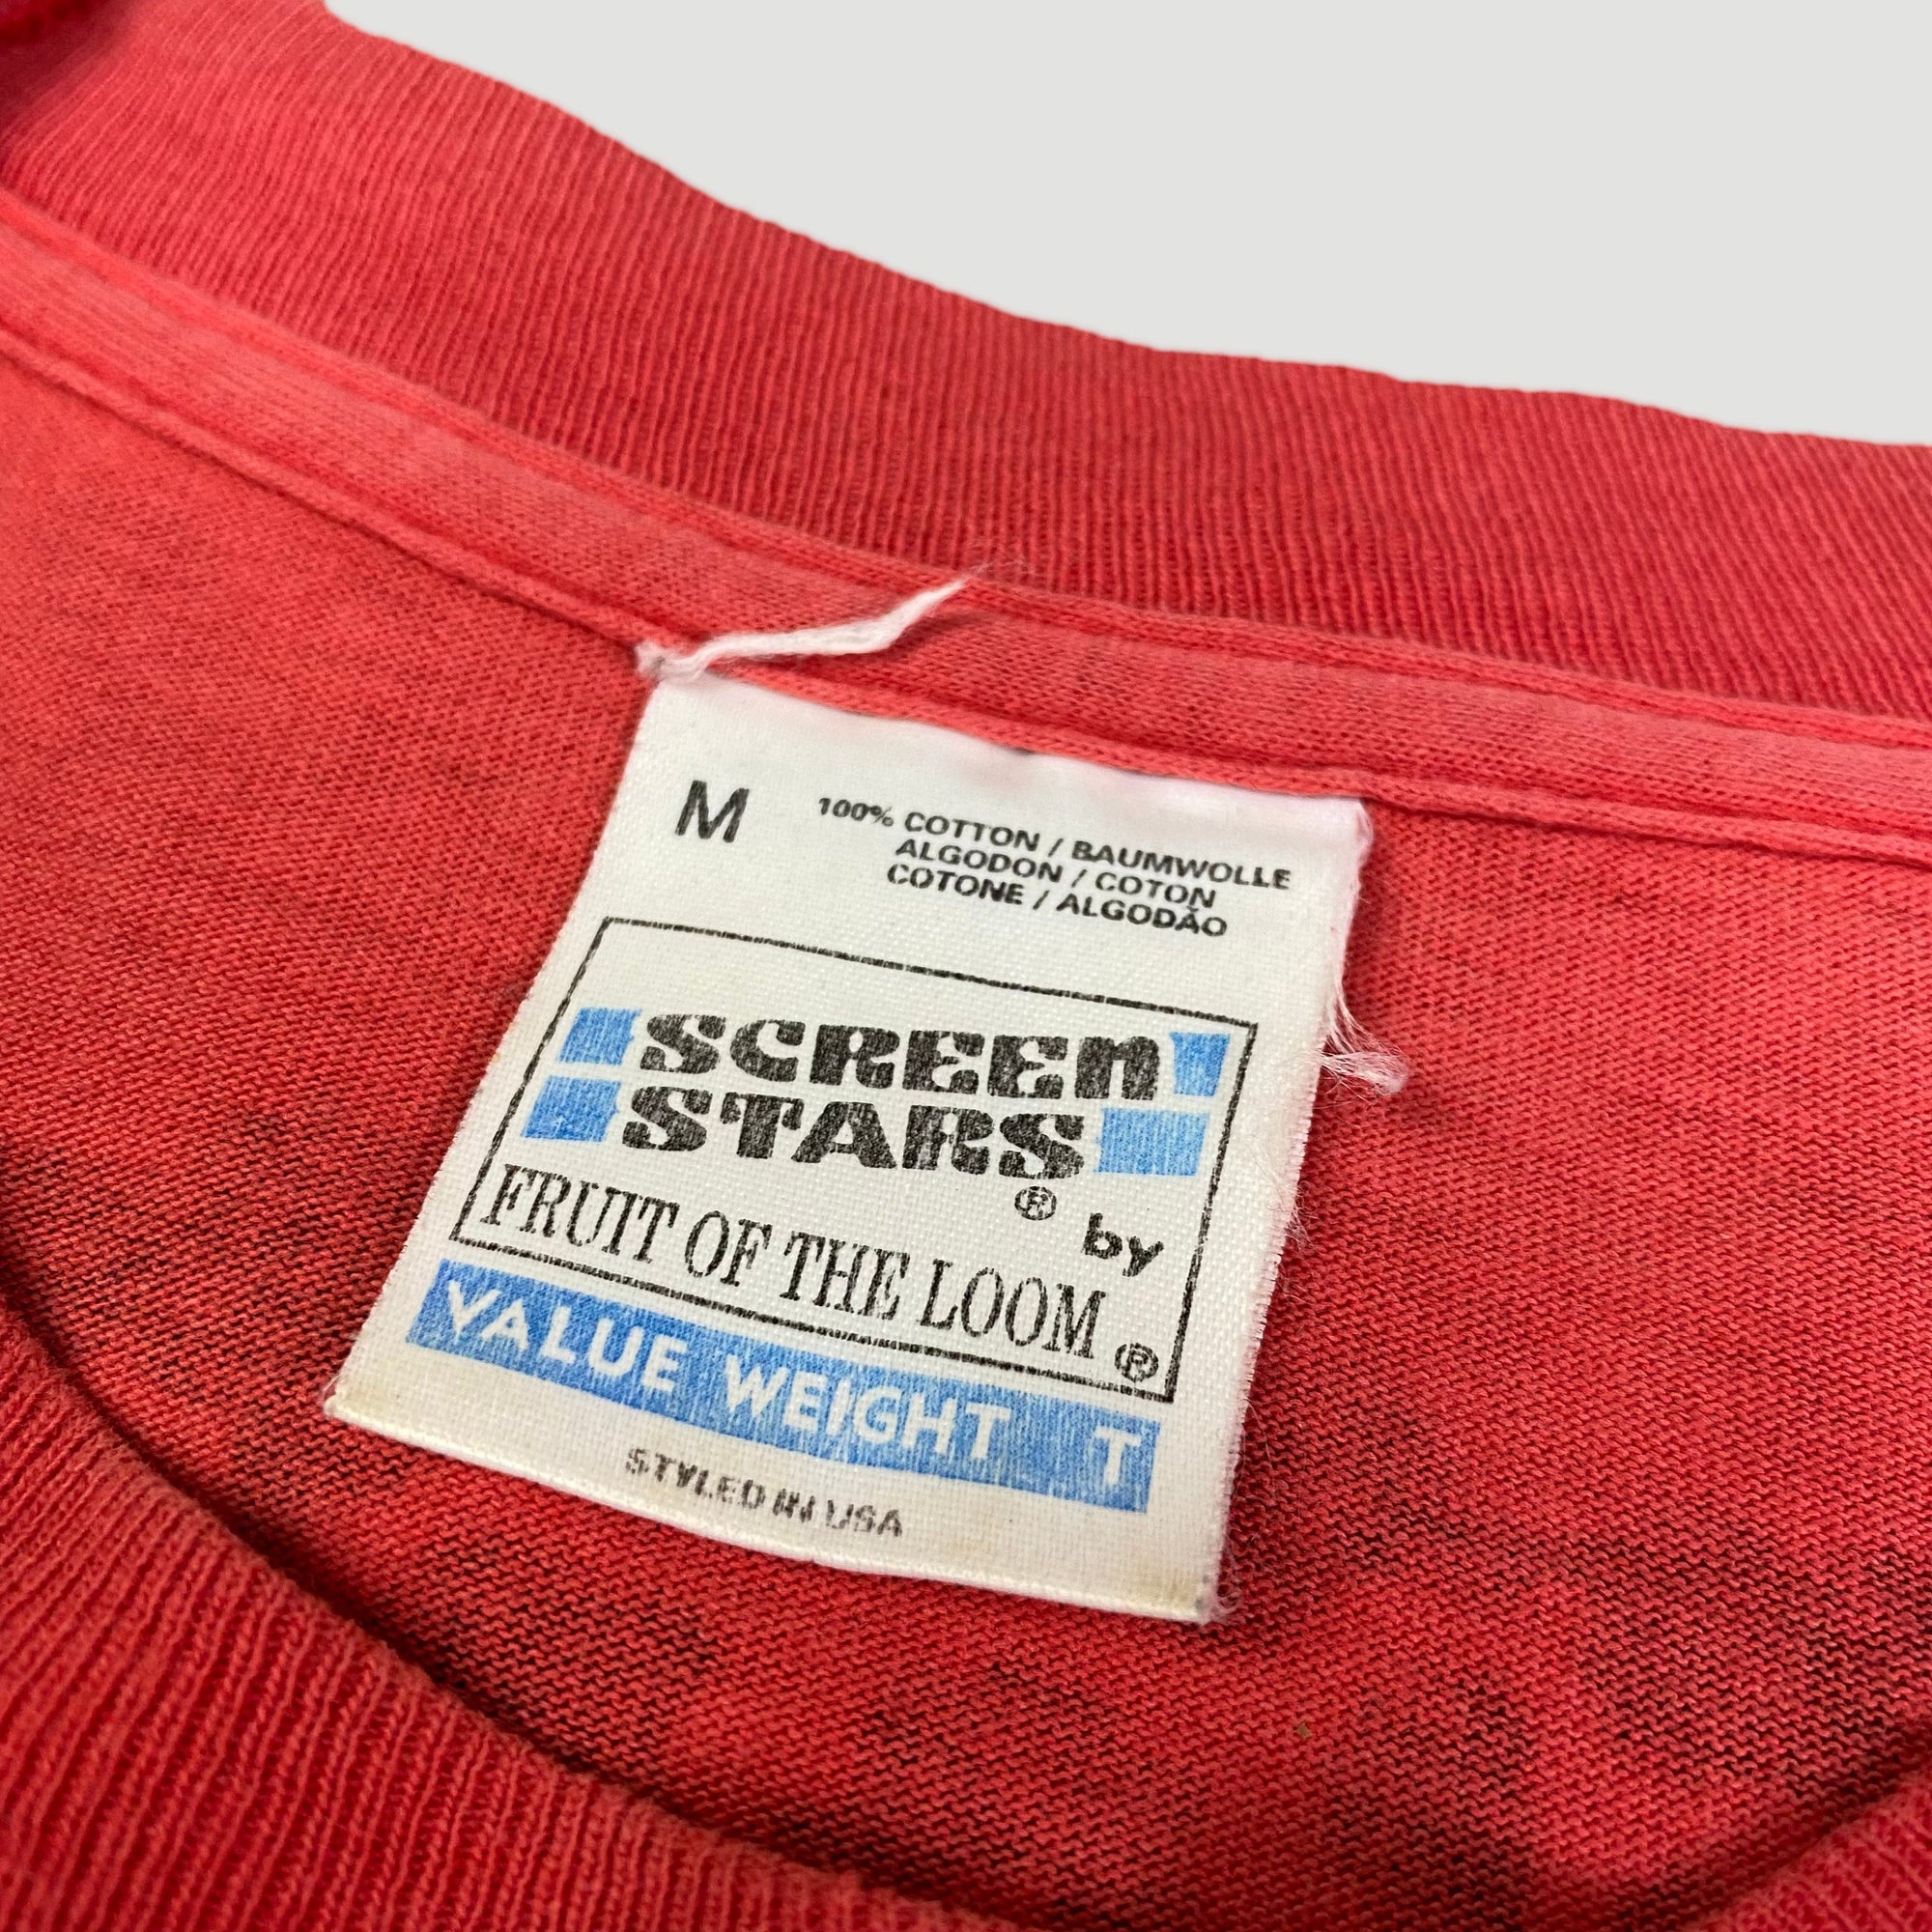 M
100% COTTON / BAUMWOLLE
ALGODON / COTON
COTONE / ALGODÃO
SCREEN
STARS® by
FRUIT OF THE LOOM®
VALUE WEIGHT T
STYLED IN USA